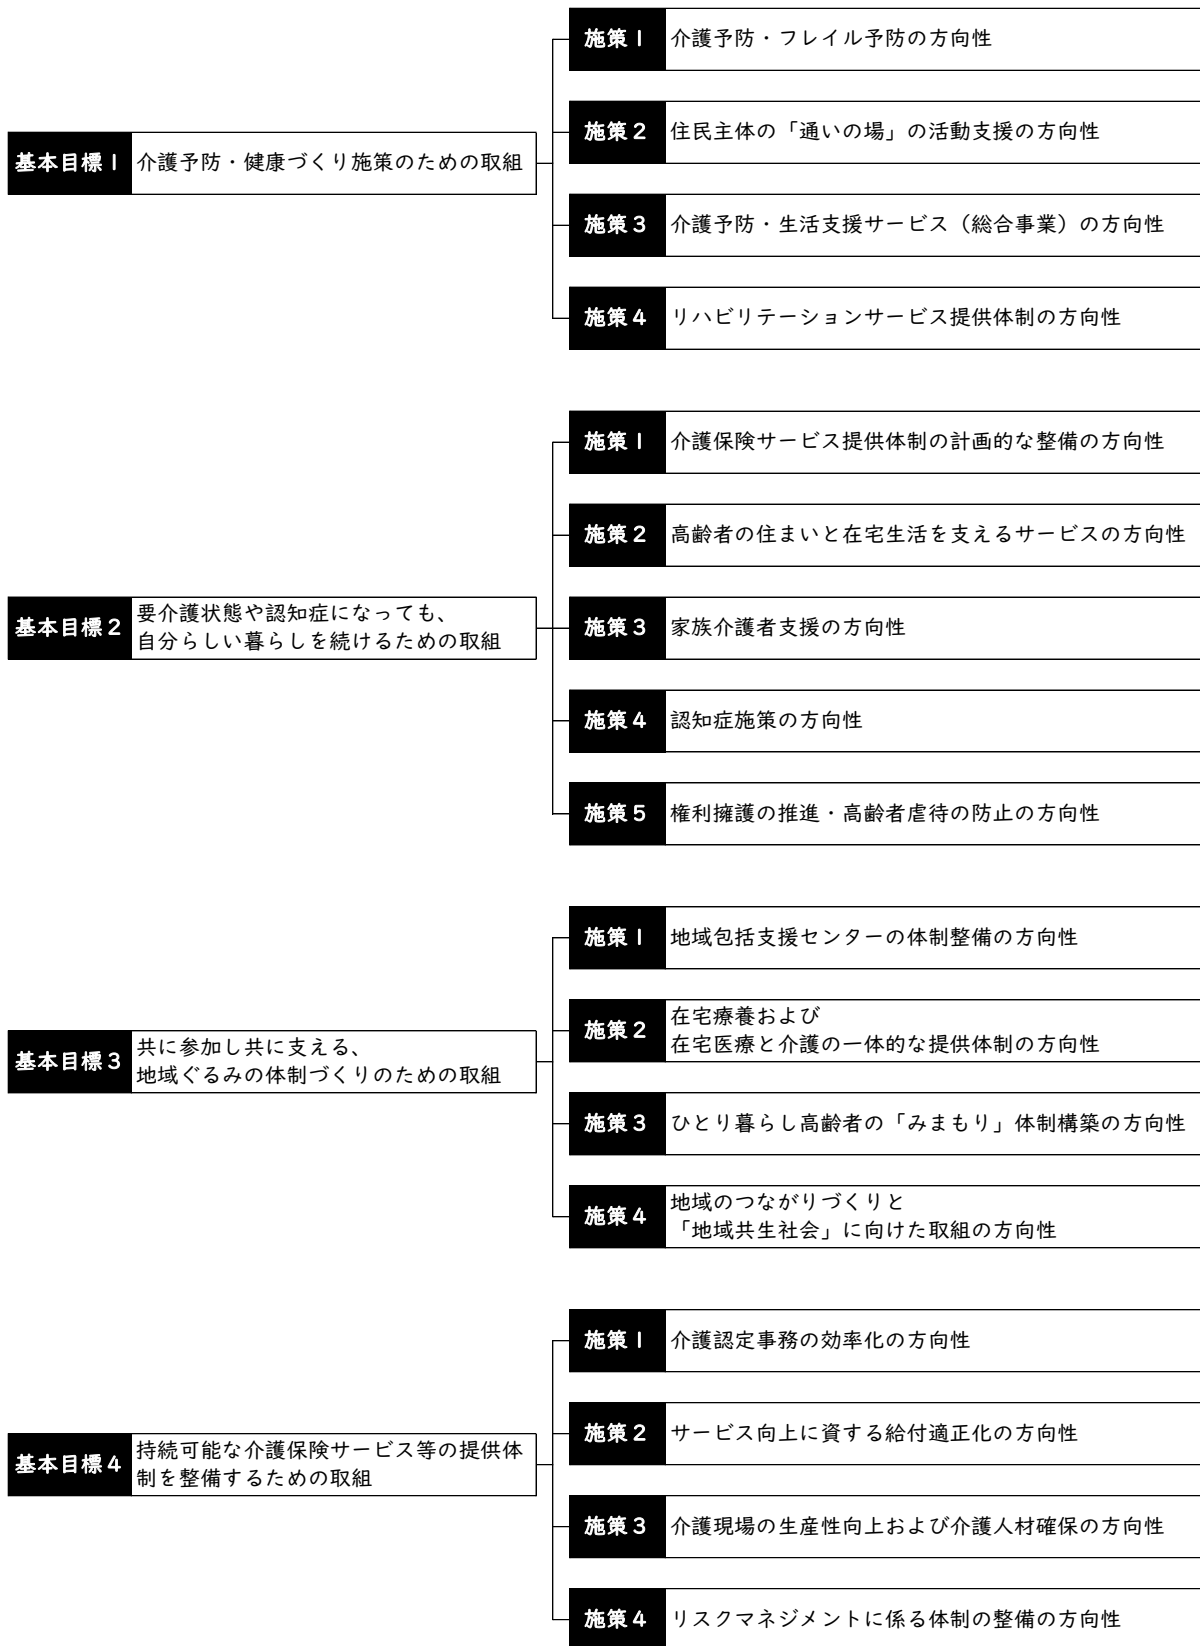 基本目標1 介護予防・健康づくり施策のための取組
施策1 介護予防・フレイル予防の方向性
施策2 住民主体の「通いの場」の活動支援の方向性
施策3 介護予防・生活支援サービス（総合事業）の方向性
施策4 リハビリテーションサービス提供体制の方向性
基本目標2 要介護状態や認知症になっても、
自分らしい暮らしを続けるための取組
施策1 介護保険サービス提供体制の計画的な整備の方向性
施策2 高齢者の住まいと在宅生活を支えるサービスの方向性
施策3 家族介護者支援の方向性
施策4 認知症施策の方向性
施策5 権利擁護の推進・高齢者虐待の防止の方向性
基本目標3 共に参加し共に支える、
地域ぐるみの体制づくりのための取組
施策1 地域包括支援センターの体制整備の方向性
施策2 在宅療養および
在宅医療と介護の一体的な提供体制の方向性
施策3 ひとり暮らし高齢者の「みまもり」体制構築の方向性
施策4 地域のつながりづくりと
「地域共生社会」に向けた取組の方向性
基本目標4 持続可能な介護保険サービス等の提供体
制を整備するための取組
施策1 介護認定事務の効率化の方向性
施策2 サービス向上に資する給付適正化の方向性
施策3 介護現場の生産性向上および介護人材確保の方向性
施策4 リスクマネジメントに係る体制の整備の方向性